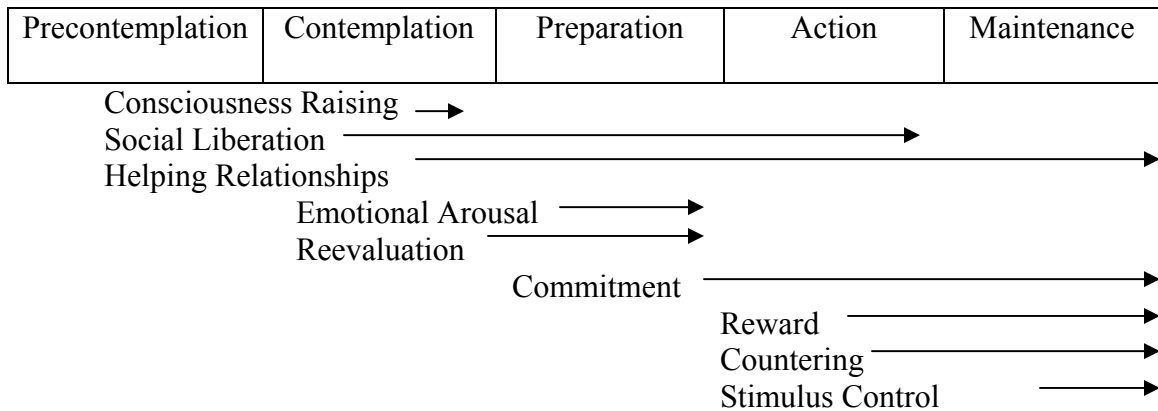 Precontemplation Contemplation Preparation Action Maintenance
Consciousness Raising
Social Liberation
Helping Relationships
Emotional Arousal
Reevaluation
Commitment
Reward
Countering
Stimulus Control